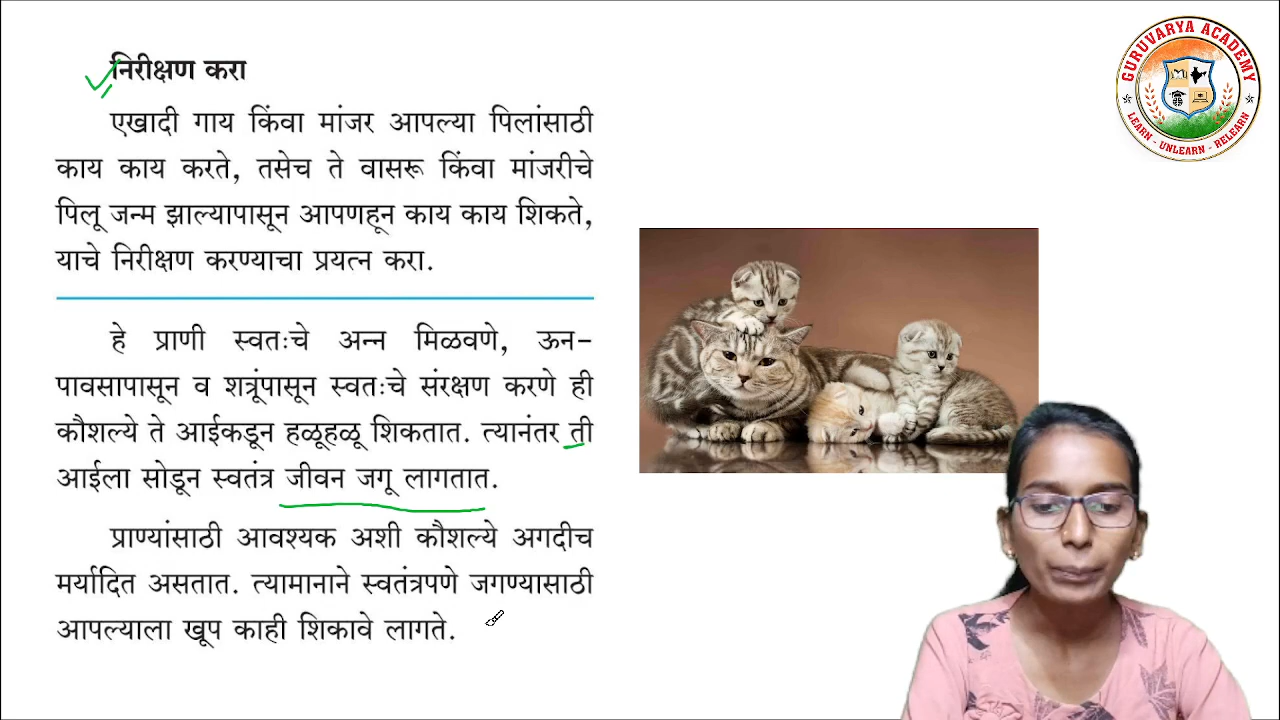 निरीक्षण करा
एखादी गाय किंवा मांजर आपल्या पिलांसाठी
काय काय करते, तसेच ते वासरू किंवा मांजरीचे
पिलू जन्म झाल्यापासून आपणहून काय काय शिकते,
याचे निरीक्षण करण्याचा प्रयत्न करा.
हे प्राणी स्वतःचे अन्न मिळवणे, ऊन-
पावसापासून व शत्रूंपासून स्वतःचे संरक्षण करणे ही
कौशल्ये ते आईकडून हळूहळू शिकतात. त्यानंतर ती
आईला सोडून स्वतंत्र जीवन जगू लागतात.
प्राण्यांसाठी आवश्यक अशी कौशल्ये अगदीच
मर्यादित असतात. त्यामानाने स्वतंत्रपणे जगण्यासाठी
आपल्याला खूप काही शिकावे लागते.
GURUVARYA ACADEMY
LEARN - UNLEARN - RELEARN